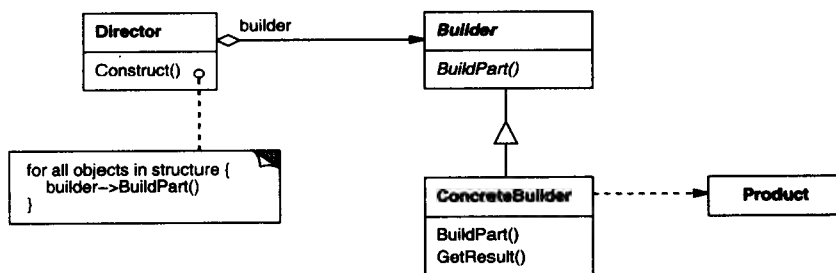 Director
builder
Builder
Construct()
BuildPart()
for all objects in structure {
builder->BuildPart()
}
ConcreteBuilder
Product
BuildPart()
GetResult()